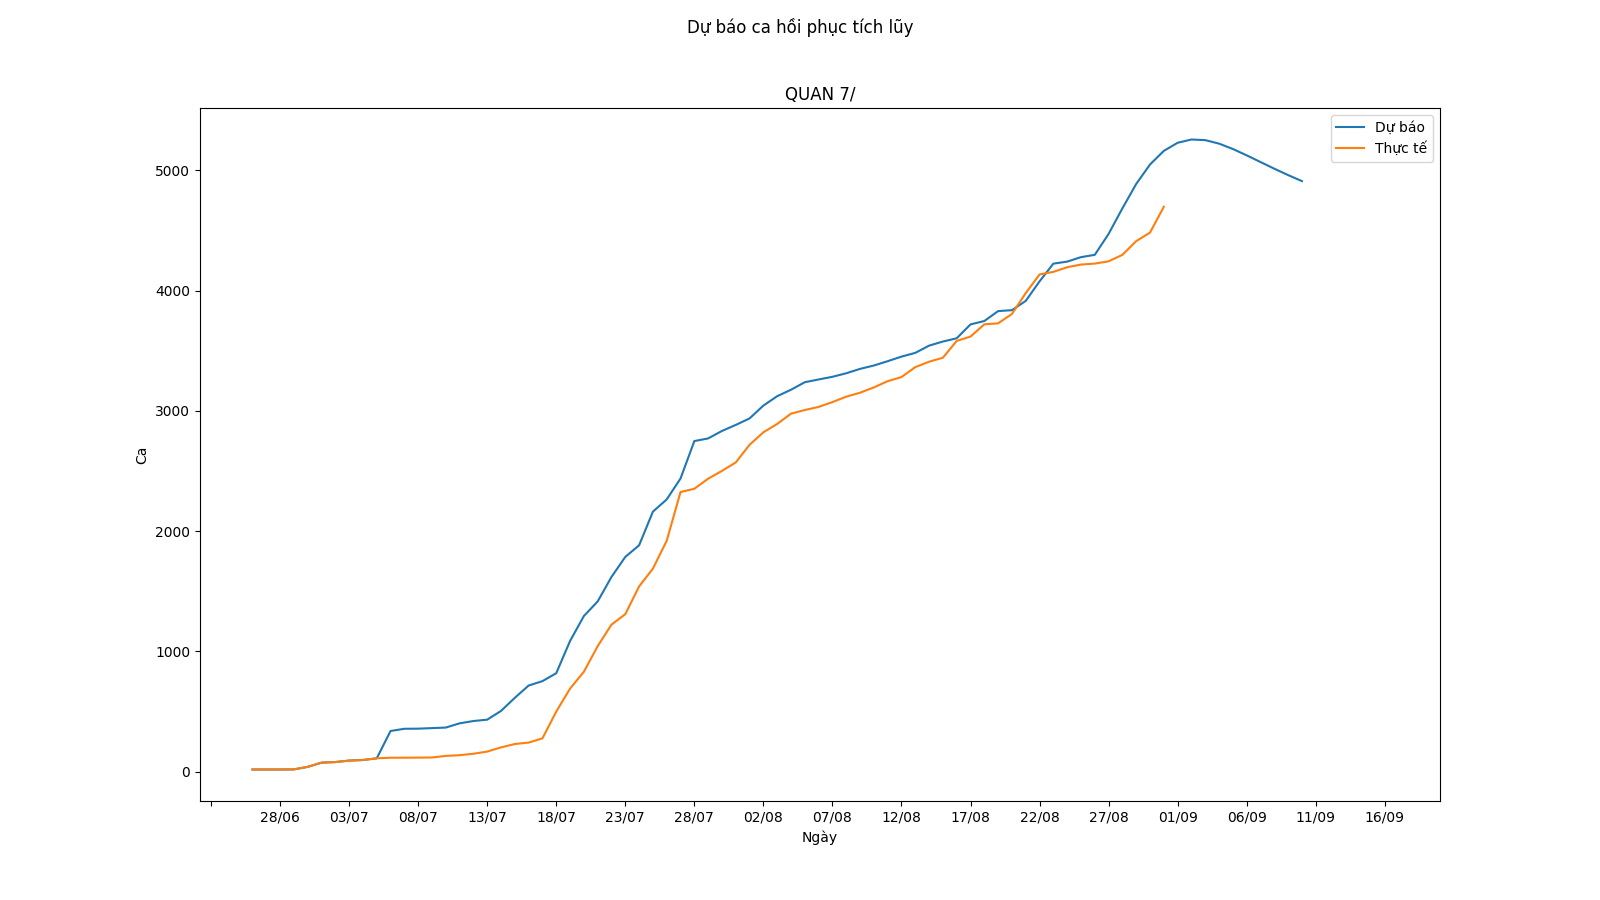 Dự báo ca hồi phục tích lũy
QUAN 7/
Dự báo
Thực tế
5000
4000
3000
2000
1000
0
Ca
28/06 03/07 08/07 13/07 18/07 23/07 28/07 02/08 07/08 12/08 17/08 22/08 27/08 01/09 06/09 11/09 16/09
Ngày